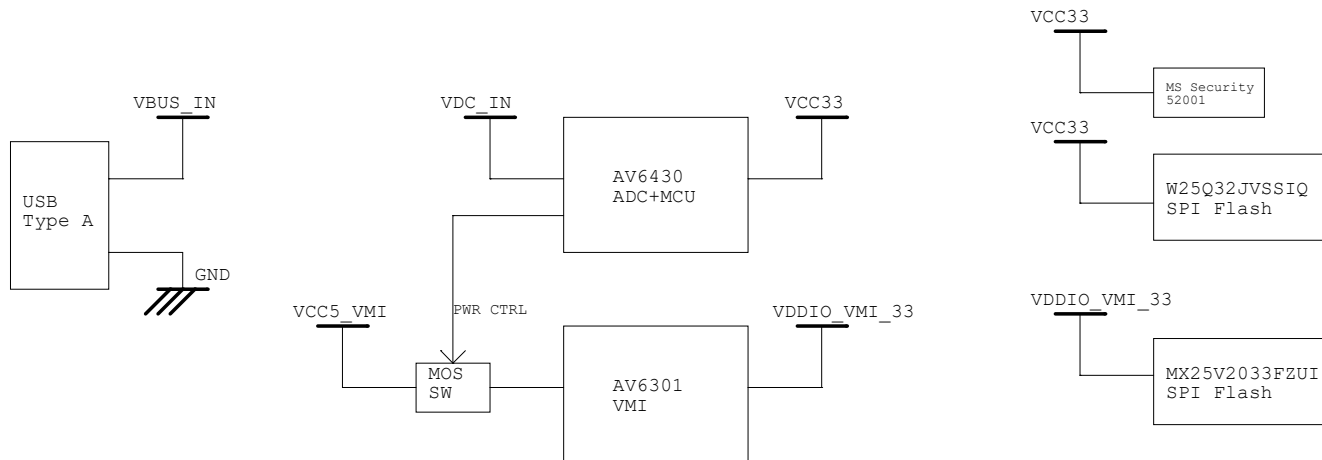 VCC33
MS Security
52001
VBUS_IN
VDC_IN
VCC33
VCC33
USB
Type A
AV6430
ADC+MCU
W25Q32JVSSIQ
SPI Flash
GND
VCC5_VMI
PWR CTRL
VDDIO_VMI_33
VDDIO_VMI_33
MOS
SW
AV6301
VMI
MX25V2033FZUI
SPI Flash